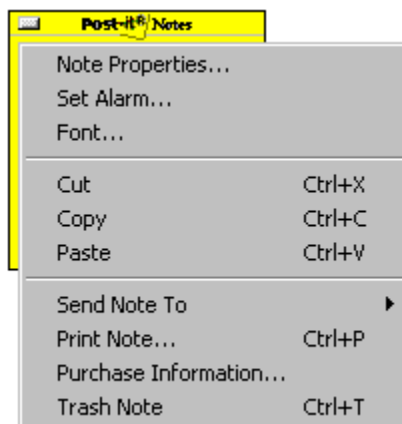 Post-it® Notes
Note Properties...
Set Alarm...
Font...
Cut Ctrl+X
Copy Ctrl+C
Paste Ctrl+V
Send Note To
Print Note... Ctrl+P
Purchase Information...
Trash Note Ctrl+T